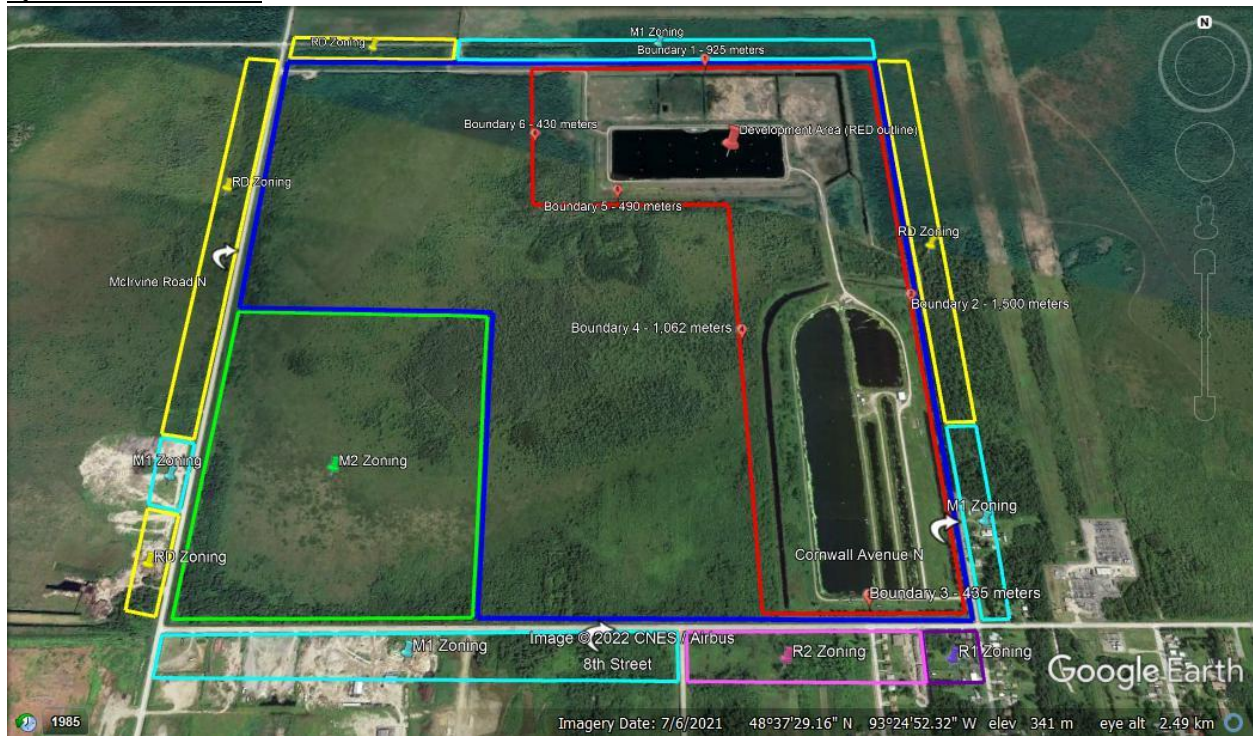 N
RD Zoning
M1 Zoning
Boundary 1 - 925 meters
Boundary 6 - 430 meters
Development Area (RED outline)
RD Zoning
Boundary 5 - 490 meters
RD Zoning
McIrvine Road N
Boundary 2 - 1,500 meters
Boundary 4 - 1,062 meters
M1 Zoning
M2 Zoning
M1 Zoning
RD Zoning
Cornwall Avenue N
Boundary 3 - 435 meters
Image © 2022 CNES / Airbus
M1 Zoning
8th Street
R2 Zoning
R1 Zoning
Google Earth
1985
Imagery Date: 7/6/2021 48°37'29.16" N 93°24'52.32" W elev 341 m eye alt 2.49 km